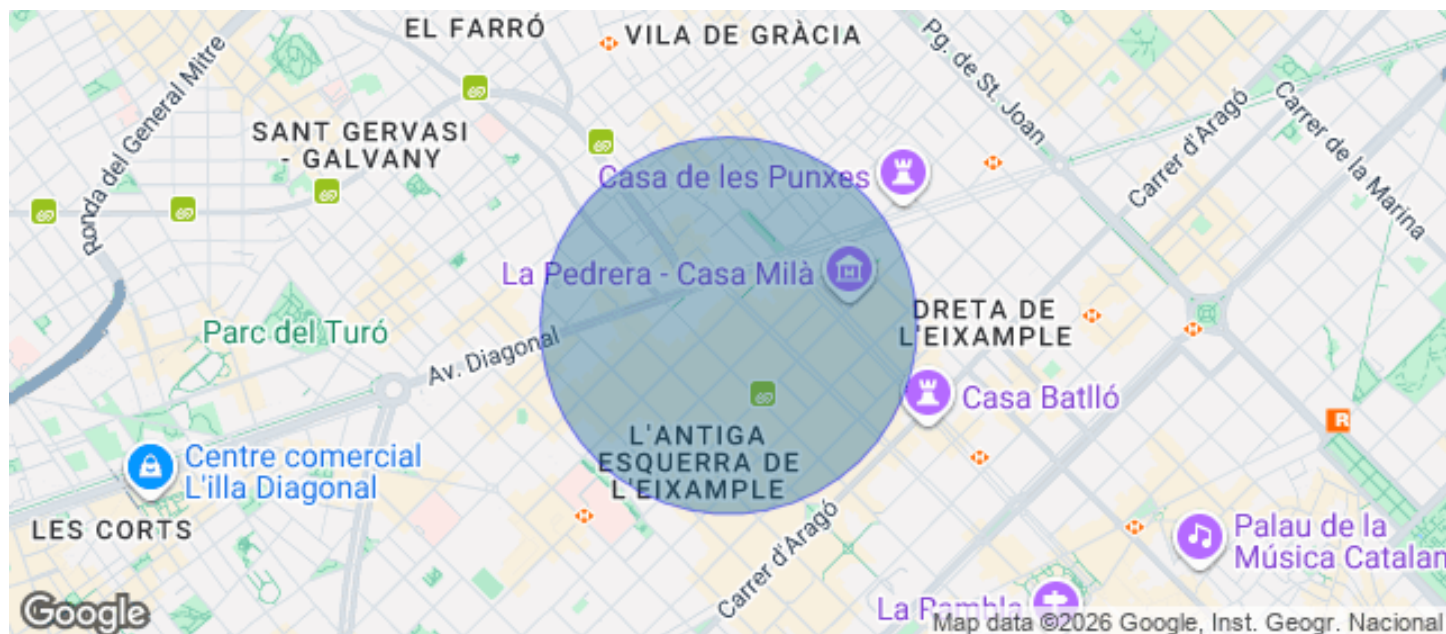 EL FARRÓ
VILA DE GRÀCIA
Pg. de St. Joan
Ronda del General Mitre
SANT GERVASI
- GALVANY
Carrer d'Aragó
Carrer de la Marina
Casa de les Punxes
La Pedrera - Casa Milà
DRETA DE
L'EIXAMPLE
Parc del Turó
Av. Diagonal
Casa Batlló
L'ANTIGA
ESQUERRA DE
L'EIXAMPLE
Centre comercial
L'illa Diagonal
LES CORTS
Carrer d'Aragó
Palau de la
Música Catalan
La Rambla
Google
Map data ©2026 Google, Inst. Geogr. Nacional
R